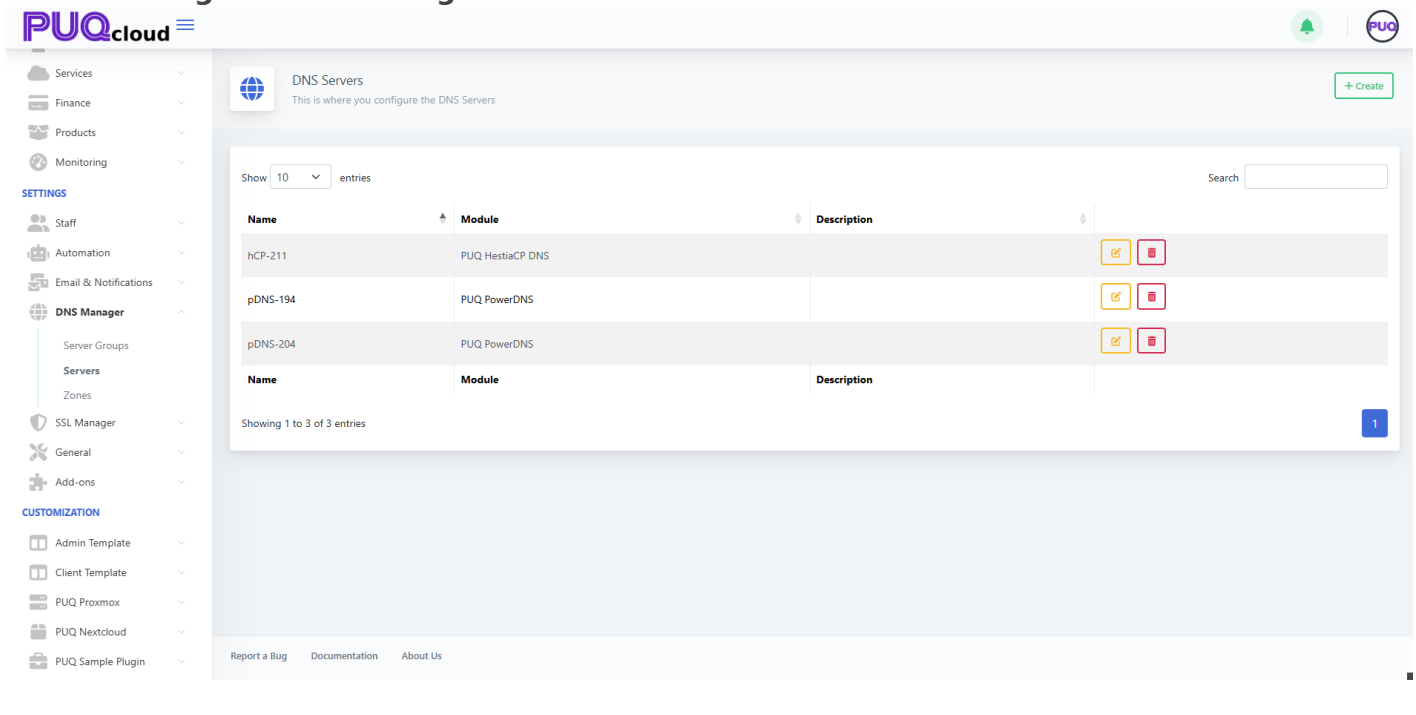 PUQcloud
PUQ
Services
Finance
Products
Monitoring
SETTINGS
Staff
Automation
Email & Notifications
DNS Manager
Server Groups
Servers
Zones
SSL Manager
General
Add-ons
CUSTOMIZATION
Admin Template
Client Template
PUQ Proxmox
PUQ Nextcloud
PUQ Sample Plugin
DNS Servers
This is where you configure the DNS Servers
+ Create
Show 10 entries
Search
Name Module Description
hCP-211 PUQ HestiaCP DNS
pDNS-194 PUQ PowerDNS
pDNS-204 PUQ PowerDNS
Name Module Description
Showing 1 to 3 of 3 entries
1
Report a Bug Documentation About Us